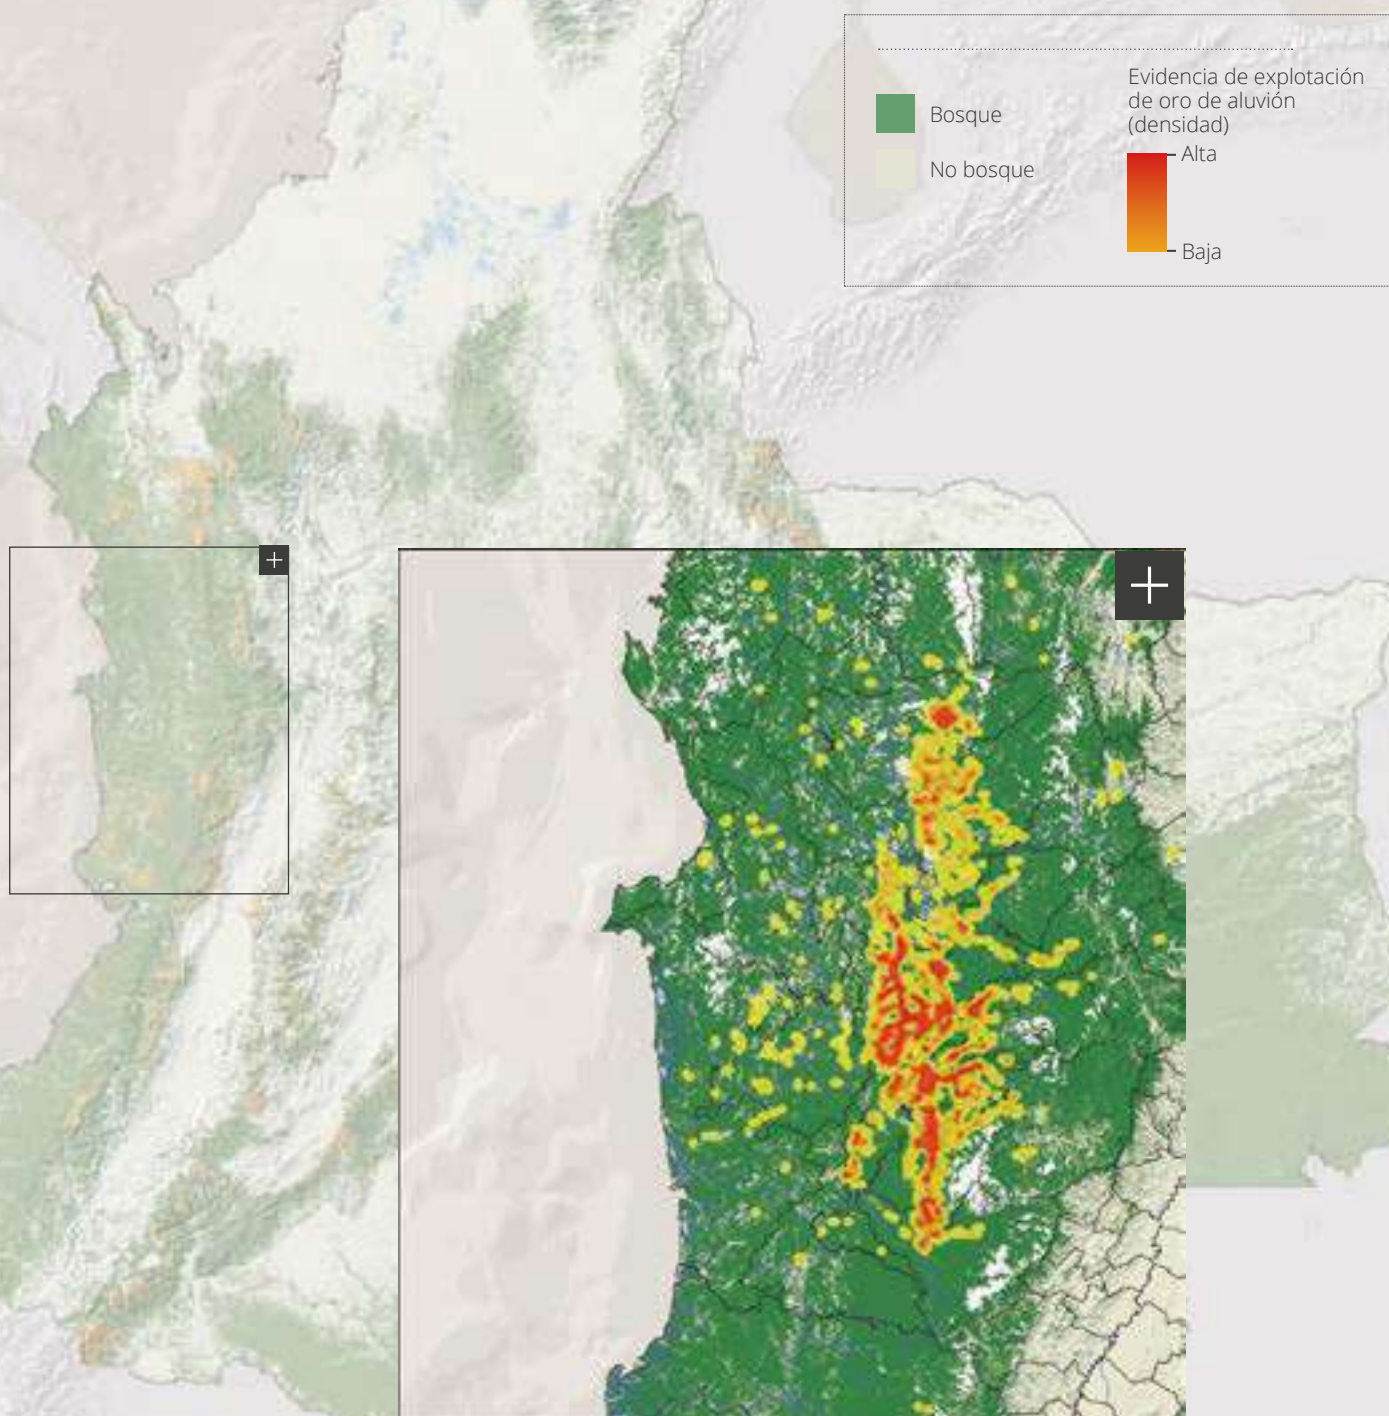 Bosque
No bosque
Evidencia de explotación
de oro de aluvión
(densidad)
Alta
Baja